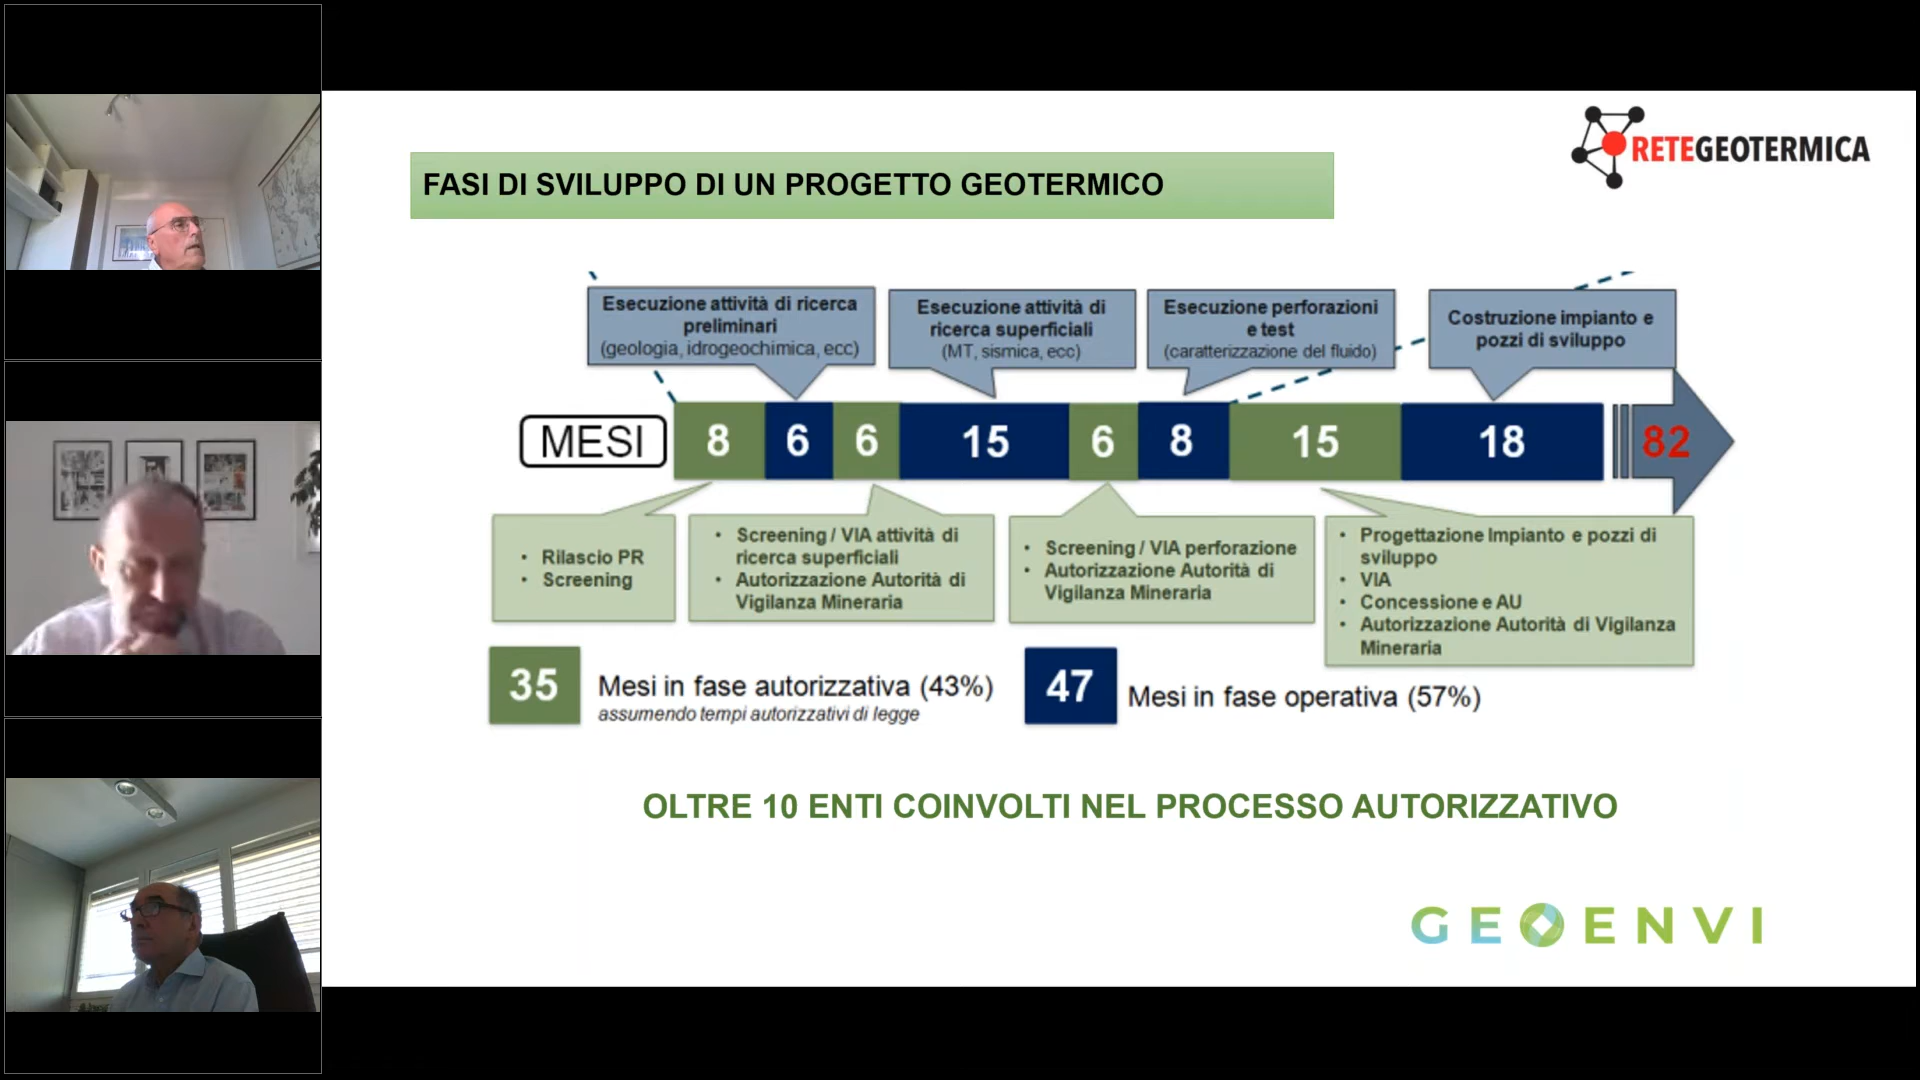 RETEGEOTERMICA
FASI DI SVILUPPO DI UN PROGETTO GEOTERMICO
Esecuzione attività di ricerca
preliminari
(geologia, idrogeochimica, ecc)
Esecuzione attività di
ricerca superficiali
(MT, sismica, ecc)
Esecuzione perforazioni
e test
(caratterizzazione del fluido)
Costruzione impianto e
pozzi di sviluppo
MESI 8 6 6 15 6 8 15 18 82
• Rilascio PR
• Screening
• Screening / VIA attività di
ricerca superficiali
• Autorizzazione Autorità di
Vigilanza Mineraria
• Screening / VIA perforazione
• Autorizzazione Autorità di
Vigilanza Mineraria
• Progettazione Impianto e pozzi di
sviluppo
• VIA
• Concessione e AU
• Autorizzazione Autorità di Vigilanza
Mineraria
35 Mesi in fase autorizzativa (43%)
assumendo tempi autorizzativi di legge
47 Mesi in fase operativa (57%)
OLTRE 10 ENTI COINVOLTI NEL PROCESSO AUTORIZZATIVO
GEOENVI